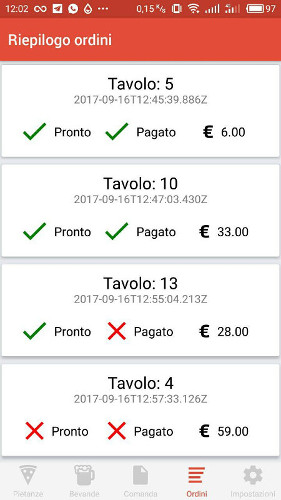 12:02 ... 0,15 K/s 97
Riepilogo ordini
Tavolo: 5
2017-09-16T12:45:39.886Z
Pronto Pagato € 6.00
Tavolo: 10
2017-09-16T12:47:03.430Z
Pronto Pagato € 33.00
Tavolo: 13
2017-09-16T12:55:04.213Z
Pronto Pagato € 28.00
Tavolo: 4
2017-09-16T12:57:33.126Z
Pronto Pagato € 59.00
Pietanze Bevande Comanda Ordini Impostazioni